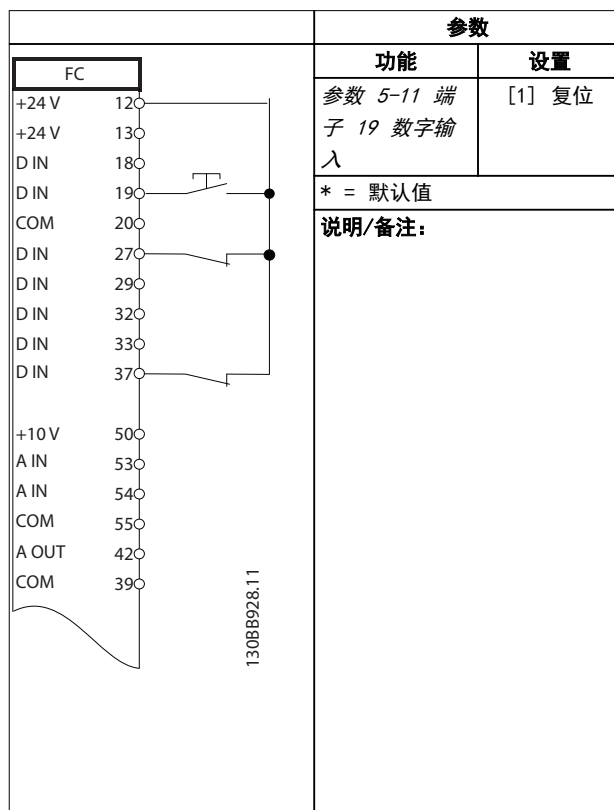 参数
功能 设置
FC
+24 V 12
+24 V 13
D IN 18
D IN 19
COM 20
D IN 27
D IN 29
D IN 32
D IN 33
D IN 37
+10 V 50
A IN 53
A IN 54
COM 55
A OUT 42
COM 39
130BB928.11
参数 5-11 端
子 19 数字输
入
[1] 复位
* = 默认值
说明/备注：